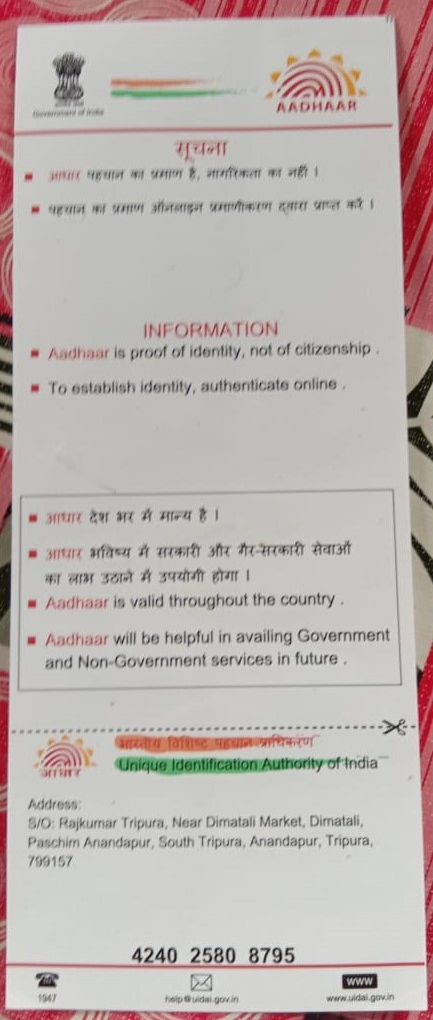 Government of India
AADHAAR
सूचना
आधार पहचान का प्रमाण है, नागरिकता का नहीं ।
पहचान का प्रमाण ऑनलाइन प्रमाणीकरण द्वारा प्राप्त करें ।
INFORMATION
Aadhaar is proof of identity, not of citizenship .
To establish identity, authenticate online .
आधार देश भर में मान्य है ।
आधार भविष्य में सरकारी और गैर-सरकारी सेवाओं
का लाभ उठाने में उपयोगी होगा ।
Aadhaar is valid throughout the country .
Aadhaar will be helpful in availing Government
and Non-Government services in future .
भारतीय विशिष्ट पहचान प्राधिकरण
आधार
Unique Identification Authority of India
Address:
S/O: Rajkumar Tripura, Near Dimatali Market, Dimatali,
Paschim Anandapur, South Tripura, Anandapur, Tripura,
799157
4240 2580 8795
1947
help@uidai.gov.in
WWW
www.uidai.gov.in